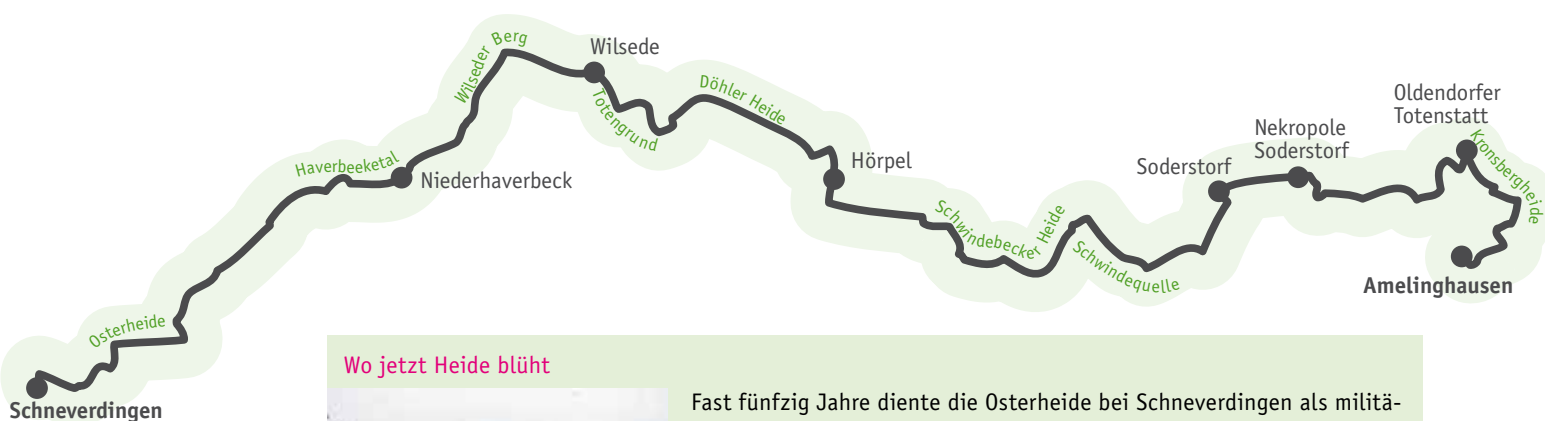 Wilseder Berg
Wilsede
Totengrund
Döhler Heide
Oldendorfer
Totenstatt
Nekropole
Soderstorf
Kronsbergheide
Haverbeeketal
Niederhaverbeck
Hörpel
Soderstorf
Schwindebecker Heide
Schwindequelle
Amelinghausen
Osterheide
Schneverdingen
Wo jetzt Heide blüht
Fast fünfzig Jahre diente die Osterheide bei Schneverdingen als militä-